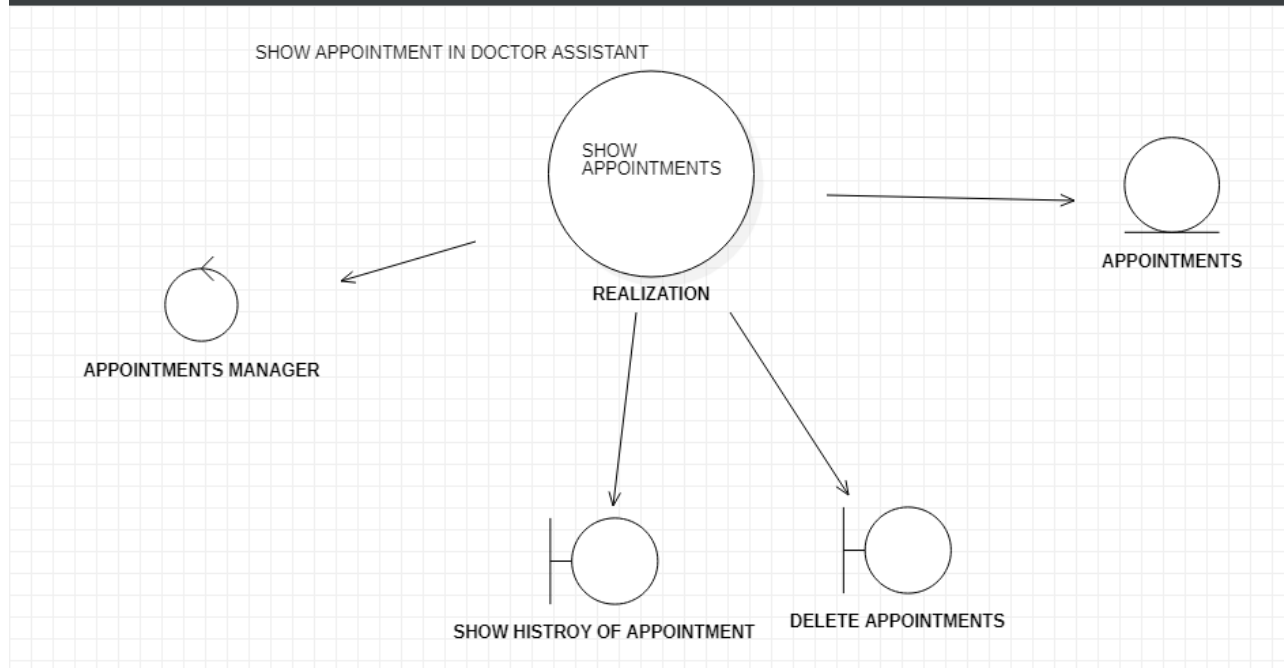 SHOW APPOINTMENT IN DOCTOR ASSISTANT
SHOW
APPOINTMENTS
APPOINTMENTS
REALIZATION
APPOINTMENTS MANAGER
SHOW HISTROY OF APPOINTMENT
DELETE APPOINTMENTS